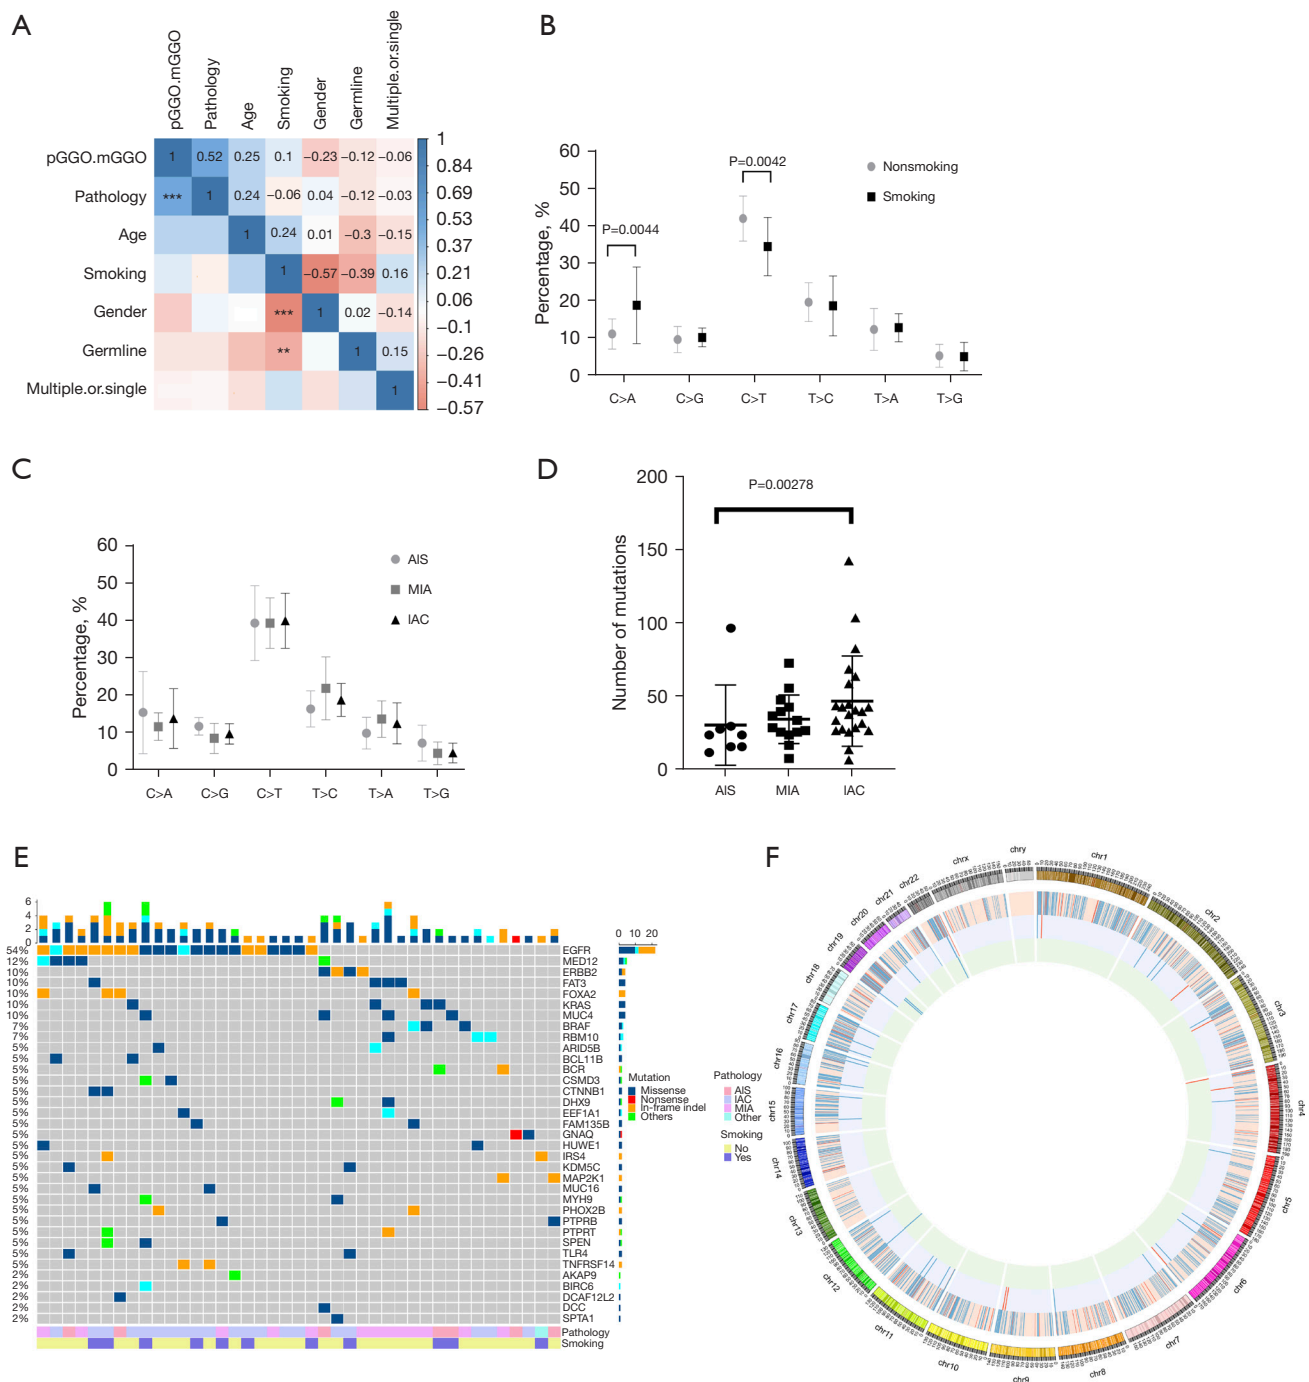 A
pGGO.mGGO
Pathology
Age
Smoking
Gender
Germline
Multiple.or.single
pGGO.mGGO 1 0.52 0.25 0.1 −0.23 −0.12 −0.06
Pathology *** 1 0.24 −0.06 0.04 −0.12 −0.03
Age 1 0.24 0.01 −0.3 −0.15
Smoking 1 −0.57 −0.39 0.16
Gender *** 1 0.02 −0.14
Germline ** 1 0.15
Multiple.or.single 1
1
0.84
0.69
0.53
0.37
0.21
0.06
−0.1
−0.26
−0.41
−0.57
B
Percentage, %
60
50
40
30
20
10
0
P=0.0044
P=0.0042
Nonsmoking
Smoking
C>A C>G C>T T>C T>A T>G
C
Percentage, %
60
50
40
30
20
10
0
AIS
MIA
IAC
C>A C>G C>T T>C T>A T>G
D
Number of mutations
200
150
100
50
0
P=0.00278
AIS MIA IAC
E
6
4
2
0
0 10 20
54% EGFR
12% MED12
10% ERBB2
10% FAT3
10% FOXA2
10% KRAS
10% MUC4
7% BRAF
7% RBM10
5% ARID5B
5% BCL11B
5% BCR
5% CSMD3
5% CTNNB1
5% DHX9
5% EEF1A1
5% FAM135B
5% GNAQ
5% HUWE1
5% IRS4
5% KDM5C
5% MAP2K1
5% MUC16
5% MYH9
5% PHOX2B
5% PTPRB
5% PTPRT
5% SPEN
5% TLR4
5% TNFRSF14
2% AKAP9
2% BIRC6
2% DCAF12L2
2% DCC
2% SPTA1
Pathology
Smoking
Mutation
Missense
Nonsense
In-frame indel
Others
Pathology
AIS
IAC
MIA
Other
Smoking
No
Yes
F
chr1
chr2
chr3
chr4
chr5
chr6
chr7
chr8
chr9
chr10
chr11
chr12
chr13
chr14
chr15
chr16
chr17
chr18
chr19
chr20
chr21
chr22
chrx
chry